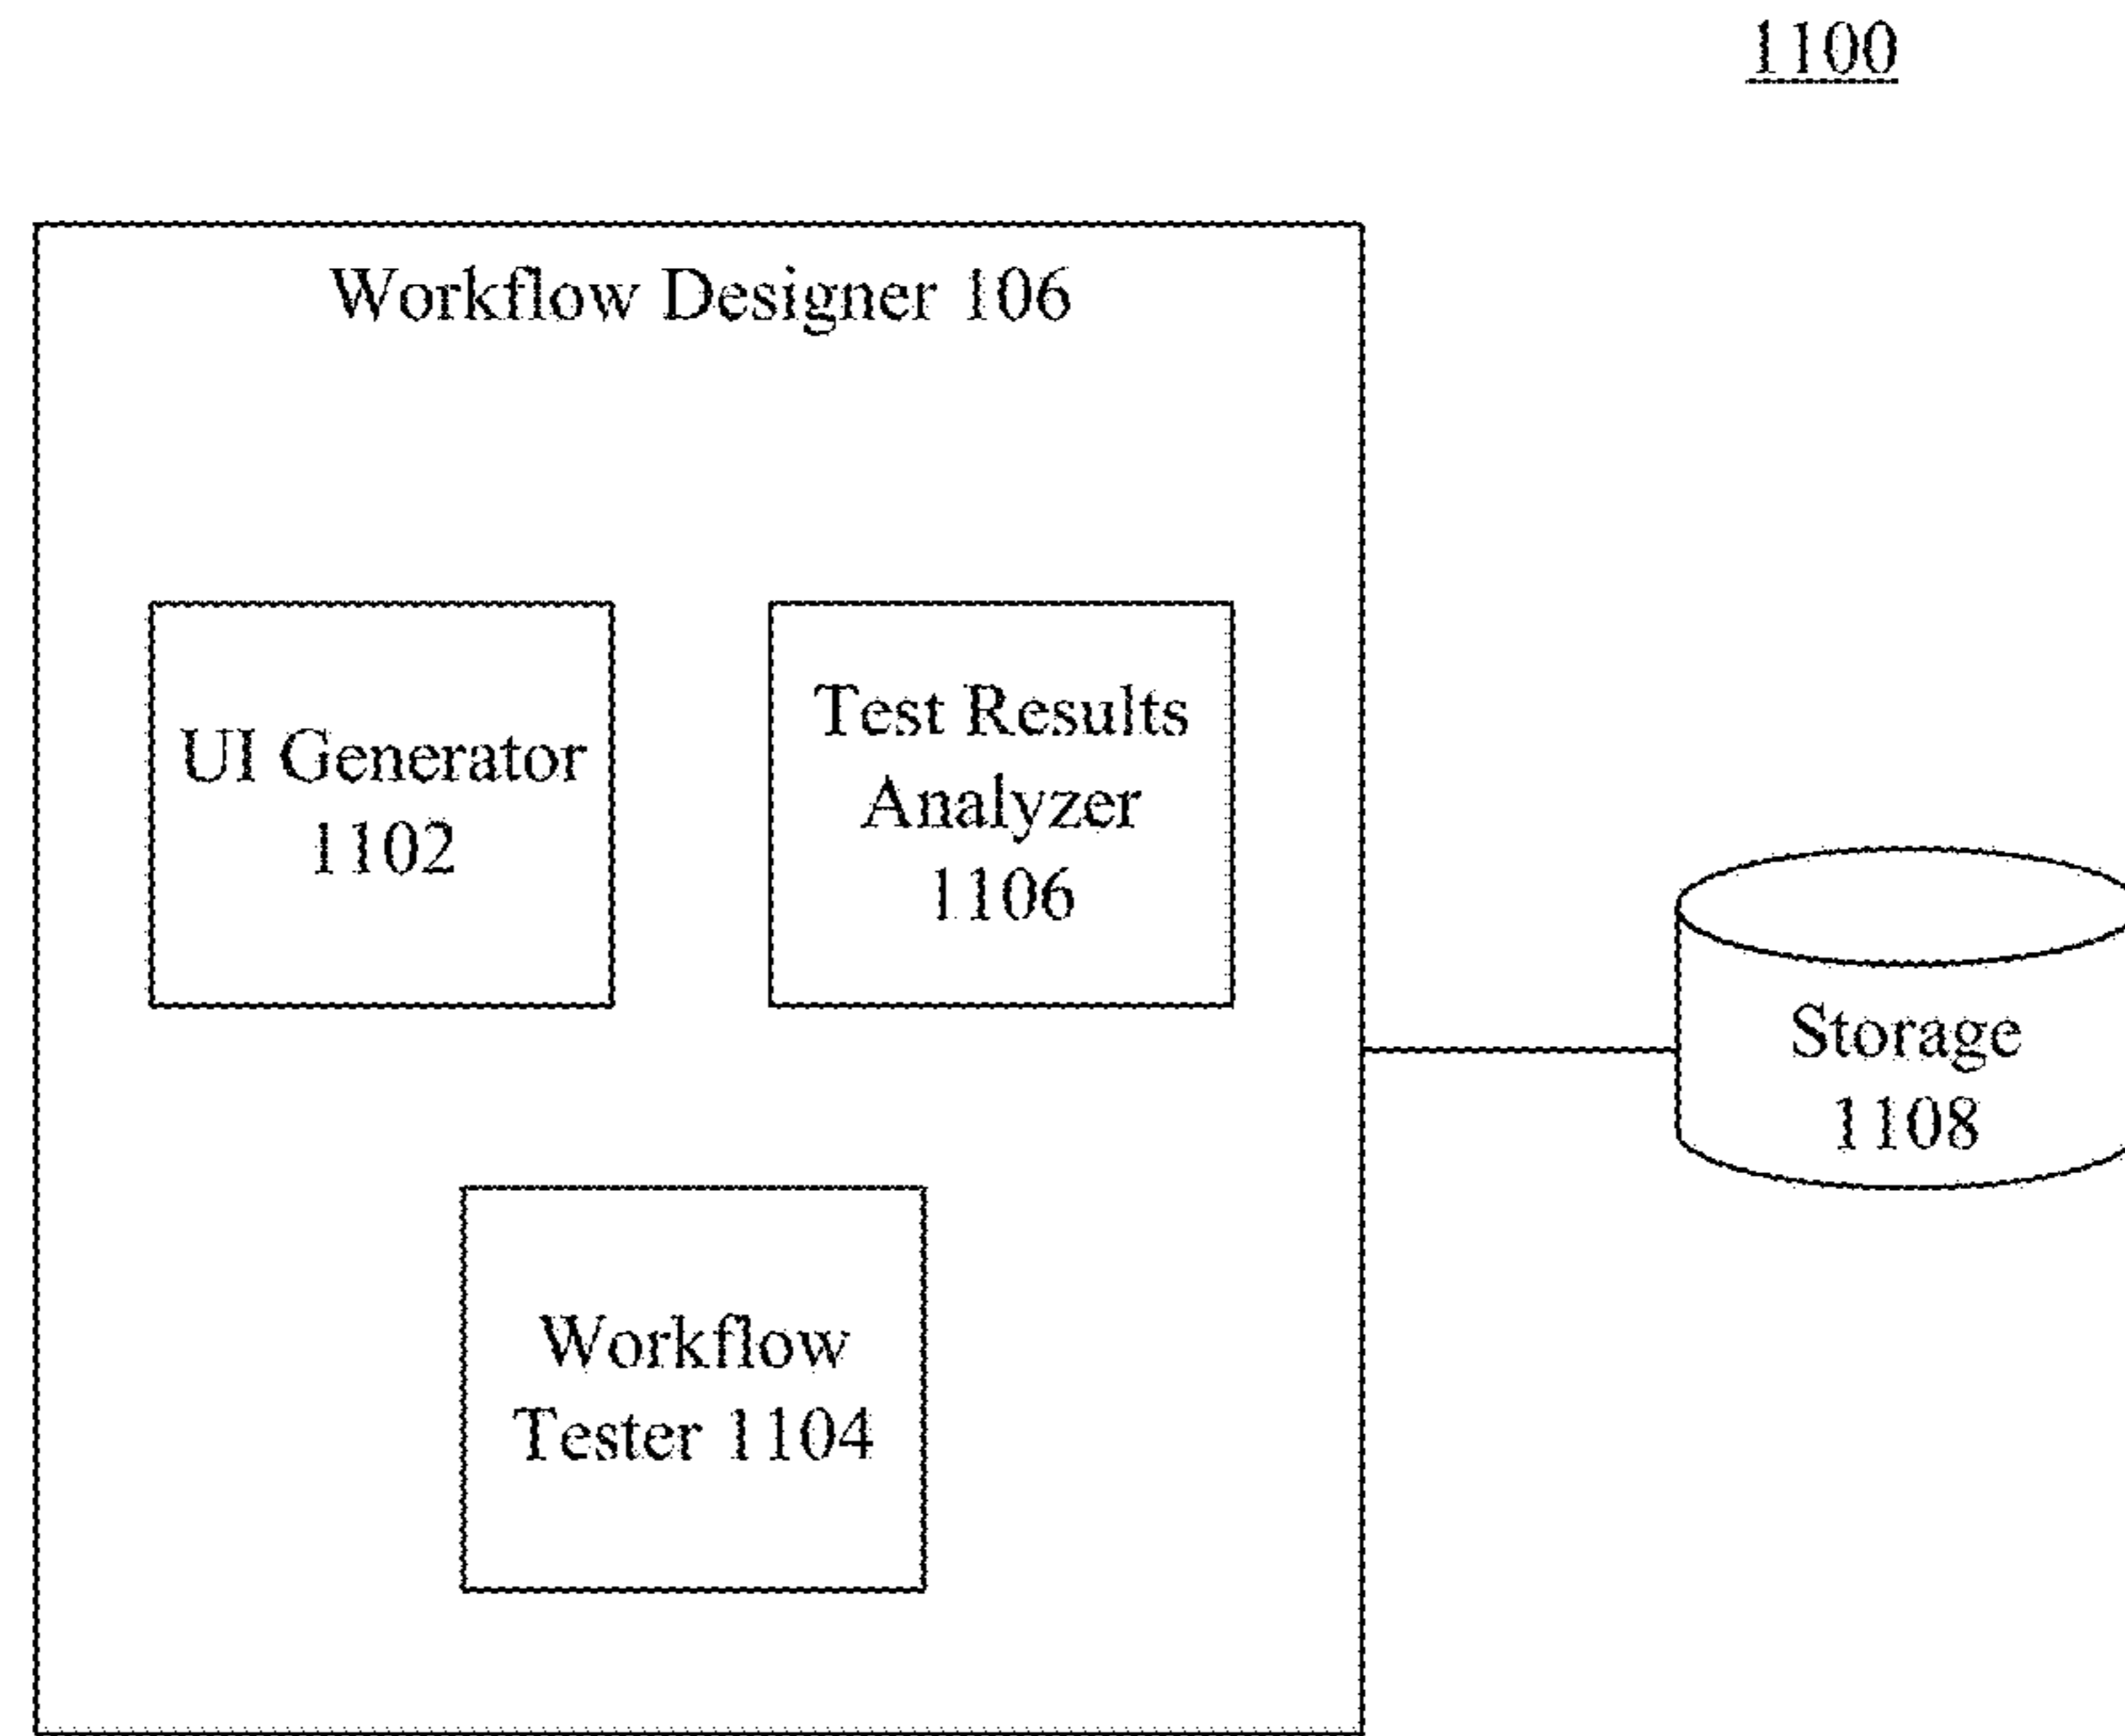 1100
Workflow Designer 106
UI Generator
1102
Test Results
Analyzer
1106
Storage
1108
Workflow
Tester 1104